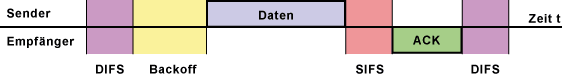 Sender
Daten
Zeit t
Empfänger
ACK
DIFS
Backoff
SIFS
DIFS